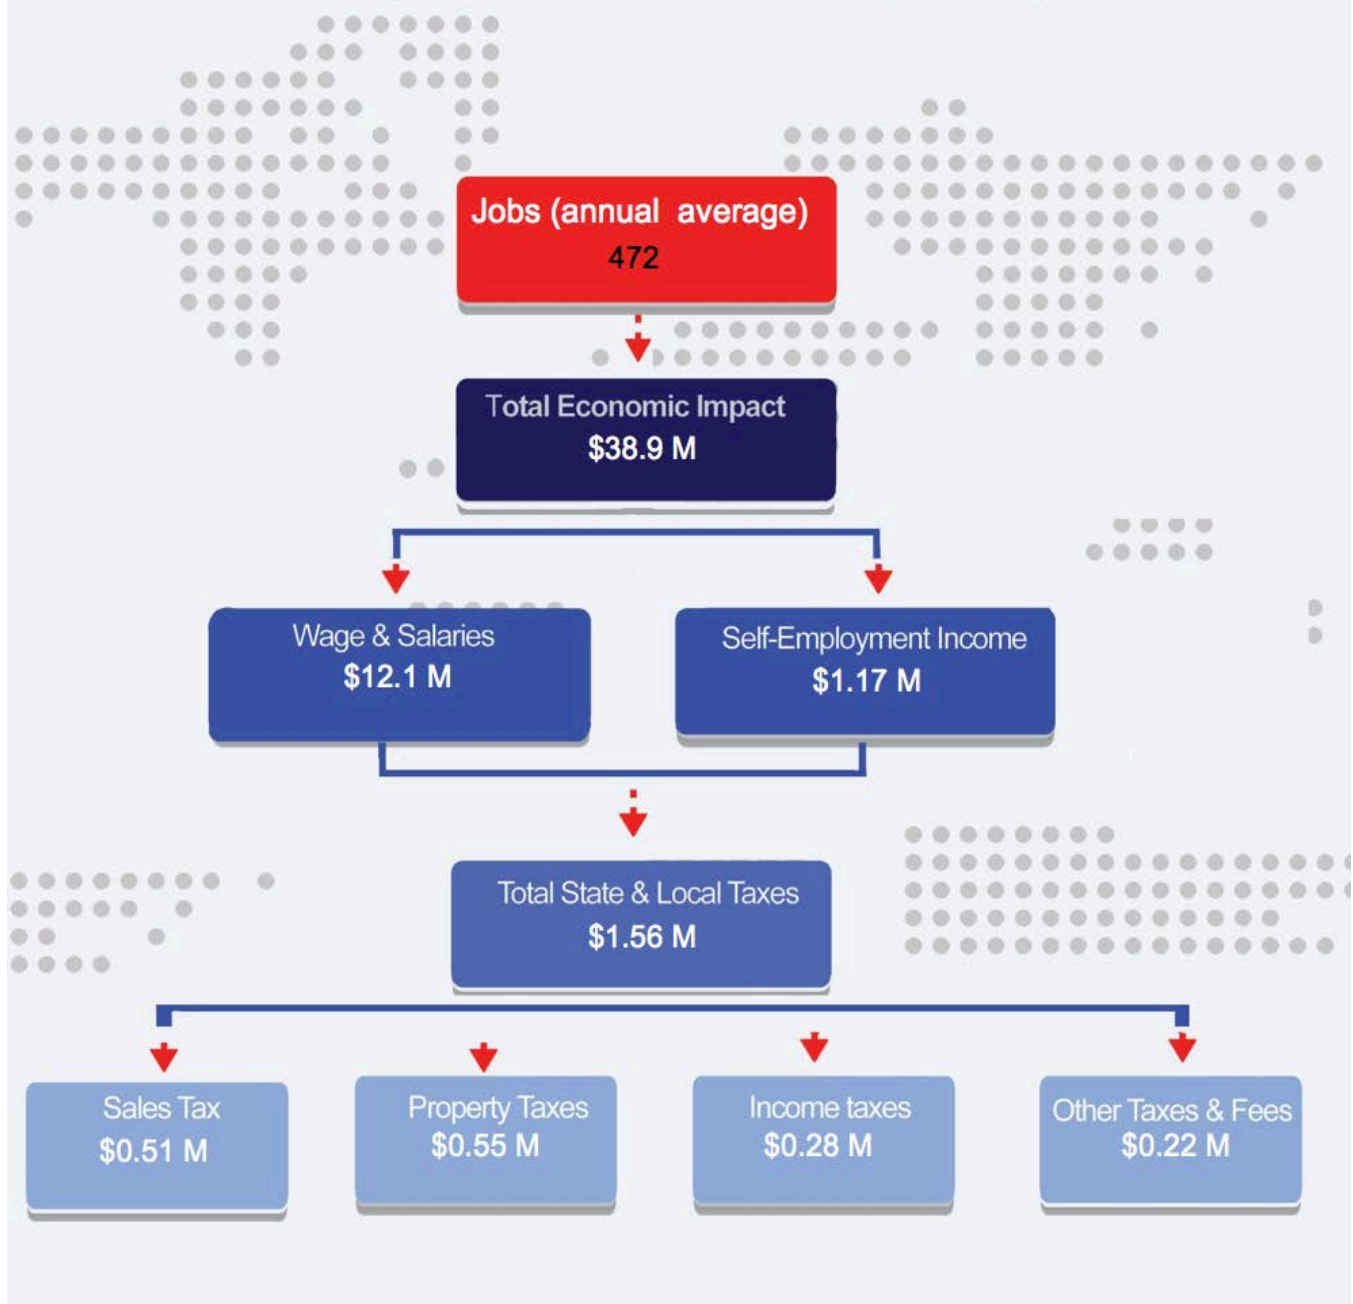 Jobs (annual average)
472
Total Economic Impact
$38.9 M
Wage & Salaries
$12.1 M
Self-Employment Income
$1.17 M
Total State & Local Taxes
$1.56 M
Sales Tax
$0.51 M
Property Taxes
$0.55 M
Income taxes
$0.28 M
Other Taxes & Fees
$0.22 M